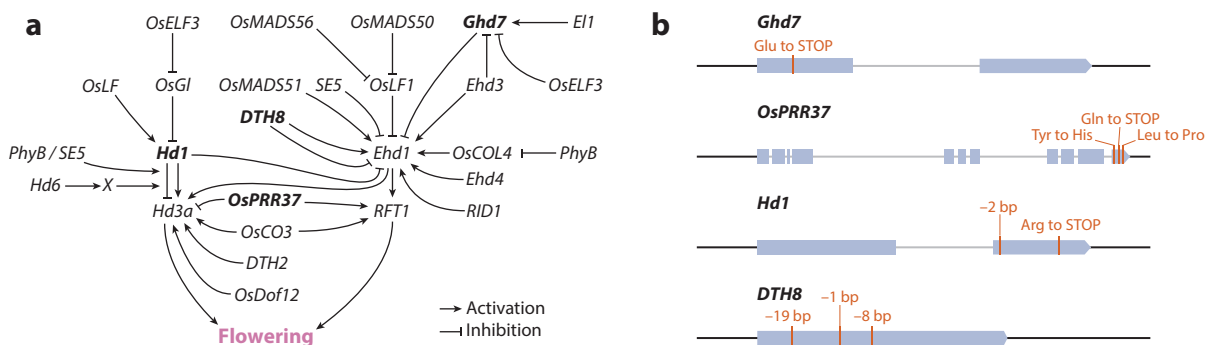 a
OsELF3
OsMADS56
OsMADS50
Ghd7
El1
OsLF
OsGI
OsMADS51
SE5
OsLF1
Ehd3
OsELF3
DTH8
PhyB / SE5
Hd1
Ehd1
OsCOL4
PhyB
Hd6
X
Ehd4
Hd3a
OsPRR37
RFT1
RID1
OsCO3
DTH2
OsDof12
Activation
Inhibition
Flowering
b
Ghd7
Glu to STOP
OsPRR37
Gln to STOP
Tyr to His
Leu to Pro
Hd1
–2 bp
Arg to STOP
DTH8
–1 bp
–19 bp
–8 bp